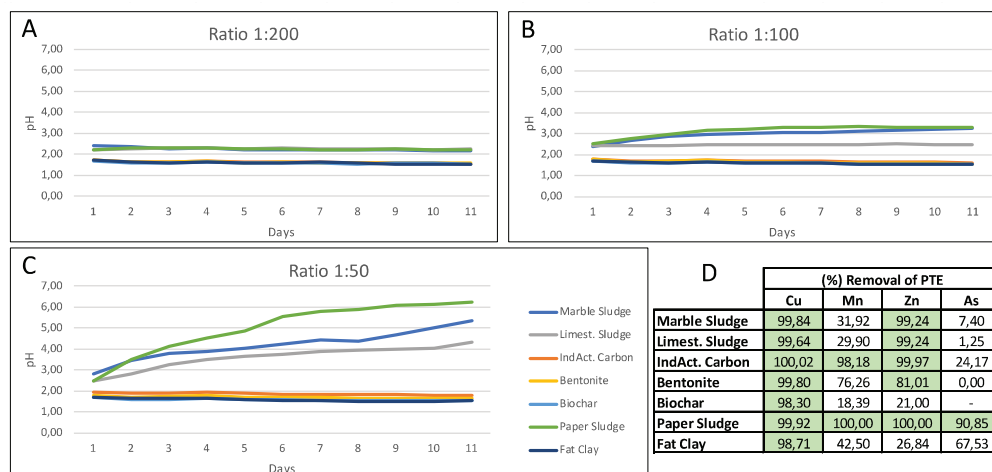 A
Ratio 1:200
7,00
6,00
5,00
4,00
3,00
2,00
1,00
0,00
pH
1 2 3 4 5 6 7 8 9 10 11
Days
B
Ratio 1:100
7,00
6,00
5,00
4,00
3,00
2,00
1,00
0,00
pH
1 2 3 4 5 6 7 8 9 10 11
Days
C
Ratio 1:50
7,00
6,00
5,00
4,00
3,00
2,00
1,00
0,00
pH
1 2 3 4 5 6 7 8 9 10 11
Days
Marble Sludge
Limest. Sludge
IndAct. Carbon
Bentonite
Biochar
Paper Sludge
Fat Clay
D
(%) Removal of PTE
Cu Mn Zn As
Marble Sludge 99,84 31,92 99,24 7,40
Limest. Sludge 99,64 29,90 99,24 1,25
IndAct. Carbon 100,02 98,18 99,97 24,17
Bentonite 99,80 76,26 81,01 0,00
Biochar 98,30 18,39 21,00 -
Paper Sludge 99,92 100,00 100,00 90,85
Fat Clay 98,71 42,50 26,84 67,53